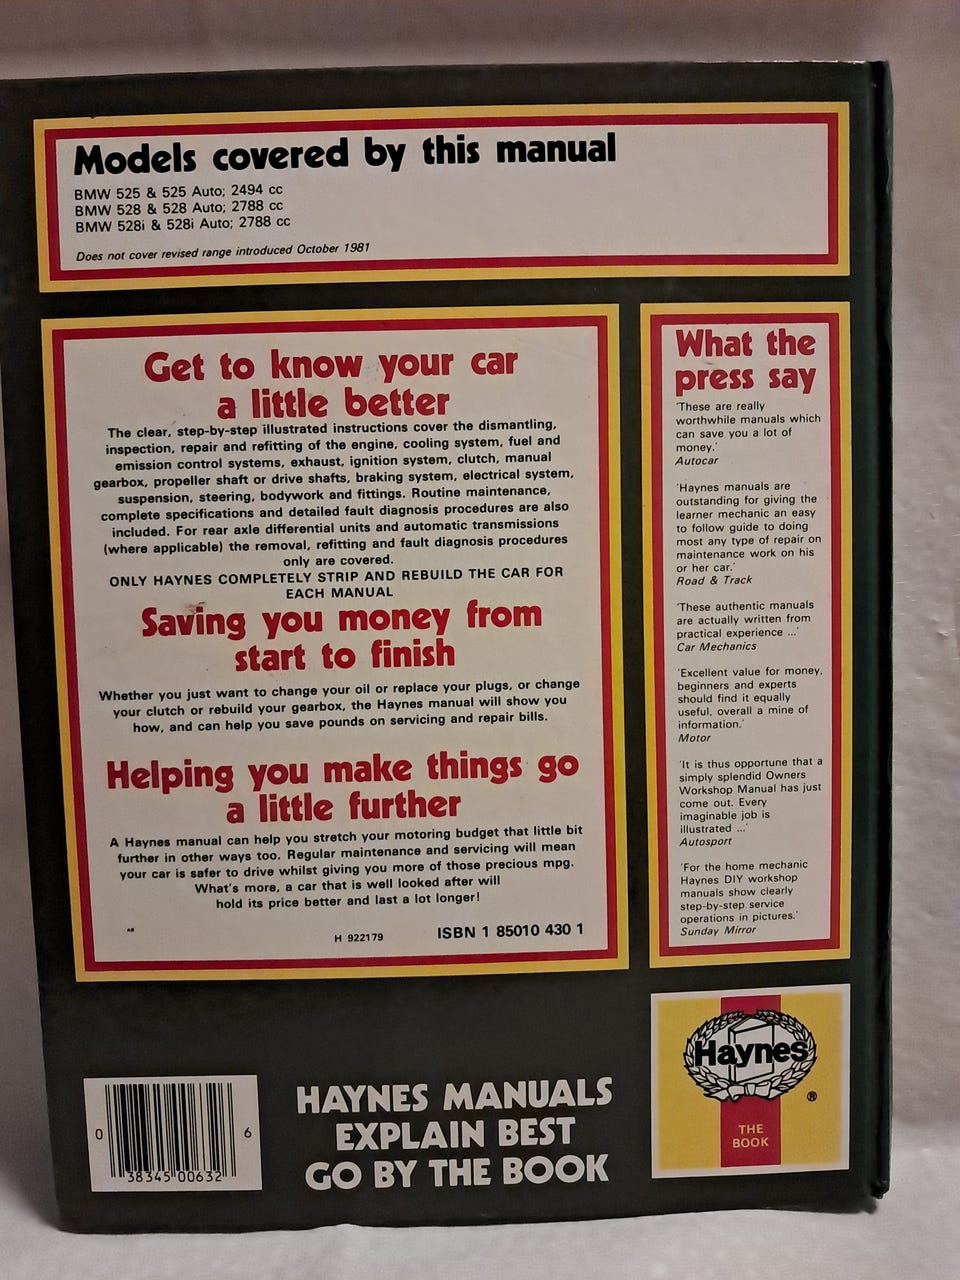 Models covered by this manual
BMW 525 & 525 Auto; 2494 cc
BMW 528 & 528 Auto; 2788 cc
BMW 528i & 528i Auto; 2788 cc
Does not cover revised range introduced October 1981
Get to know your car
a little better
The clear, step-by-step illustrated instructions cover the dismantling,
inspection, repair and refitting of the engine, cooling system, fuel and
emission control systems, exhaust, ignition system, clutch, manual
gearbox, propeller shaft or drive shafts, braking system, electrical system,
suspension, steering, bodywork and fittings. Routine maintenance,
complete specifications and detailed fault diagnosis procedures are also
included. For rear axle differential units and automatic transmissions
(where applicable) the removal, refitting and fault diagnosis procedures
only are covered.
ONLY HAYNES COMPLETELY STRIP AND REBUILD THE CAR FOR
EACH MANUAL
Saving you money from
start to finish
Whether you just want to change your oil or replace your plugs, or change
your clutch or rebuild your gearbox, the Haynes manual will show you
how, and can help you save pounds on servicing and repair bills.
Helping you make things go
a little further
A Haynes manual can help you stretch your motoring budget that little bit
further in other ways too. Regular maintenance and servicing will mean
your car is safer to drive whilst giving you more of those precious mpg.
What's more, a car that is well looked after will
hold its price better and last a lot longer!
AB
H 922179
ISBN 1 85010 430 1
What the
press say
'These are really
worthwhile manuals which
can save you a lot of
money.'
Autocar
'Haynes manuals are
outstanding for giving the
learner mechanic an easy
to follow guide to doing
most any type of repair on
maintenance work on his
or her car.'
Road & Track
'These authentic manuals
are actually written from
practical experience ...'
Car Mechanics
'Excellent value for money,
beginners and experts
should find it equally
useful, overall a mine of
information.'
Motor
'It is thus opportune that a
simply splendid Owners
Workshop Manual has just
come out. Every
imaginable job is
illustrated ...'
Autosport
'For the home mechanic
Haynes DIY workshop
manuals show clearly
step-by-step service
operations in pictures.'
Sunday Mirror
0 38345 00632 6
HAYNES MANUALS
EXPLAIN BEST
GO BY THE BOOK
Haynes
®
THE
BOOK